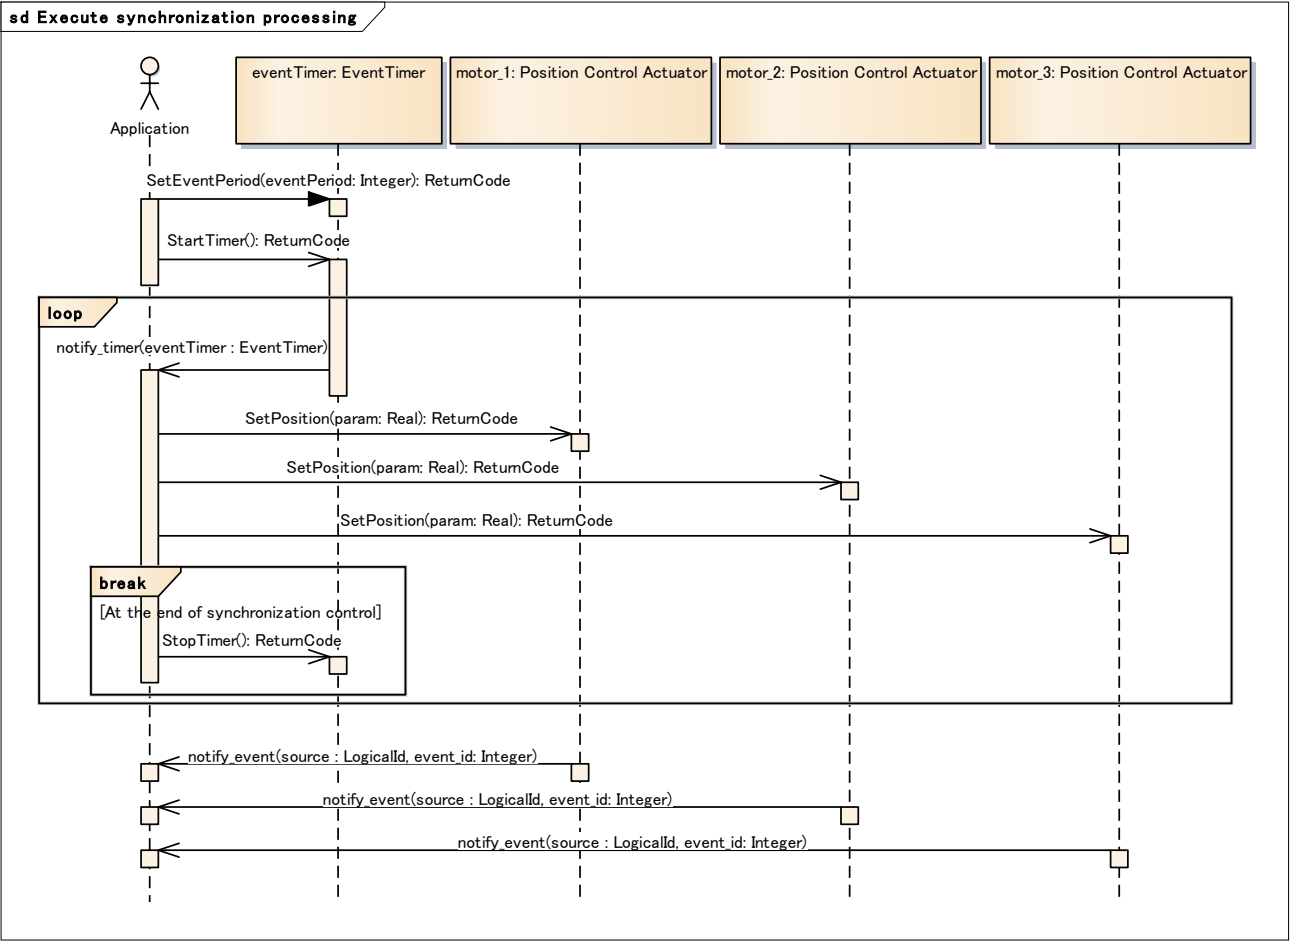 sd Execute synchronization processing
Application
eventTimer: EventTimer
motor_1: Position Control Actuator
motor_2: Position Control Actuator
motor_3: Position Control Actuator
SetEventPeriod(eventPeriod: Integer): ReturnCode
StartTimer(): ReturnCode
loop
notify_timer(eventTimer : EventTimer)
SetPosition(param: Real): ReturnCode
SetPosition(param: Real): ReturnCode
SetPosition(param: Real): ReturnCode
break
[At the end of synchronization control]
StopTimer(): ReturnCode
notify_event(source : LogicalId, event_id: Integer)
notify_event(source : LogicalId, event_id: Integer)
notify_event(source : LogicalId, event_id: Integer)